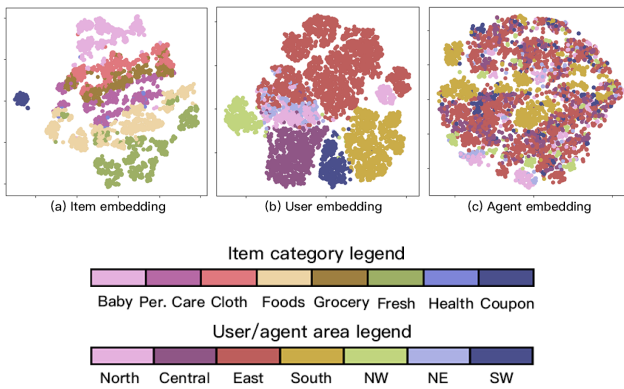 (a) Item embedding (b) User embedding (c) Agent embedding
Item category legend
Baby Per. Care Cloth Foods Grocery Fresh Health Coupon
User/agent area legend
North Central East South NW NE SW